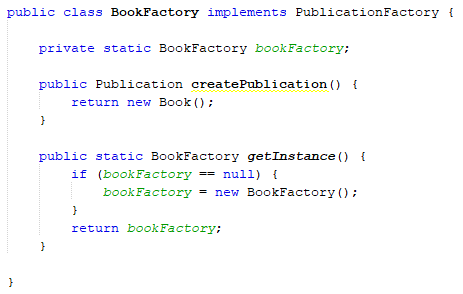 public class BookFactory implements PublicationFactory {
private static BookFactory bookFactory;
public Publication createPublication() {
return new Book();
}
public static BookFactory getInstance() {
if (bookFactory == null) {
bookFactory = new BookFactory();
}
return bookFactory;
}
}